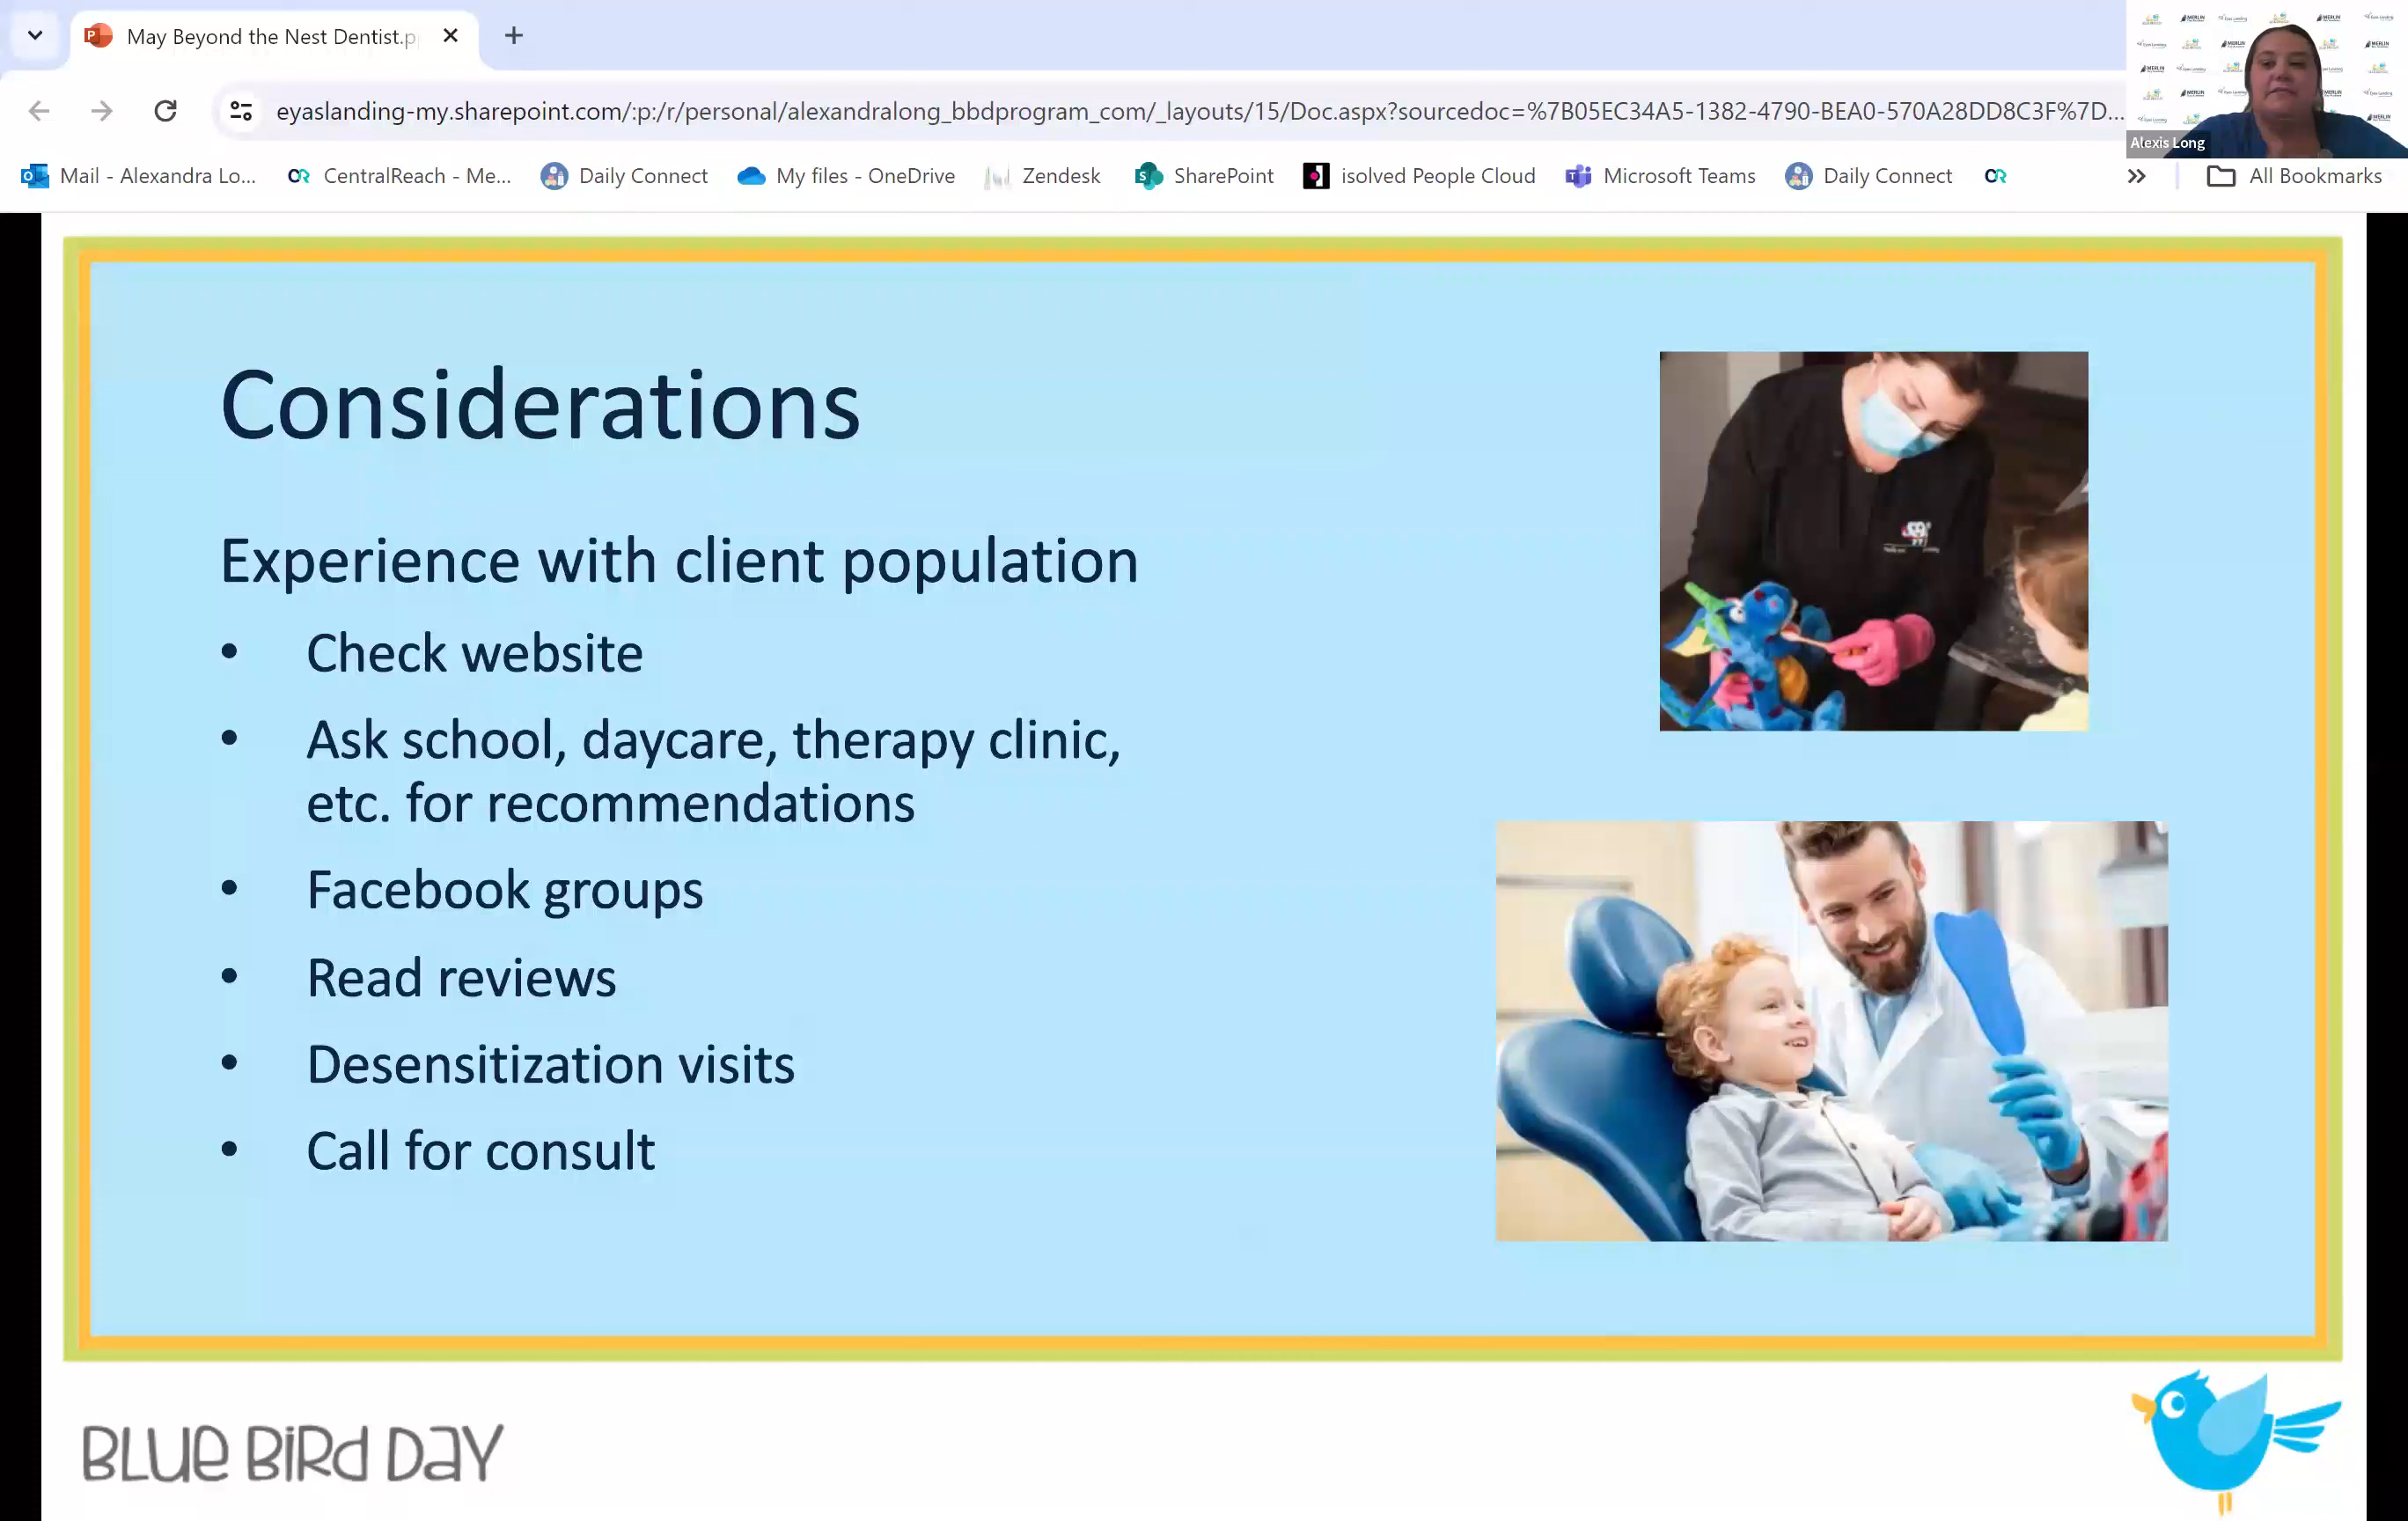 May Beyond the Nest Dentist.p
eyaslanding-my.sharepoint.com/:p:/r/personal/alexandralong_bbdprogram_com/_layouts/15/Doc.aspx?sourcedoc=%7B05EC34A5-1382-4790-BEA0-570A28DD8C3F%7D...
Alexis Long
Mail - Alexandra Lo...
CentralReach - Me...
Daily Connect
My files - OneDrive
Zendesk
SharePoint
isolved People Cloud
Microsoft Teams
Daily Connect
All Bookmarks
Considerations
Experience with client population
• Check website
• Ask school, daycare, therapy clinic,
etc. for recommendations
• Facebook groups
• Read reviews
• Desensitization visits
• Call for consult
BLUE BiRd DaY